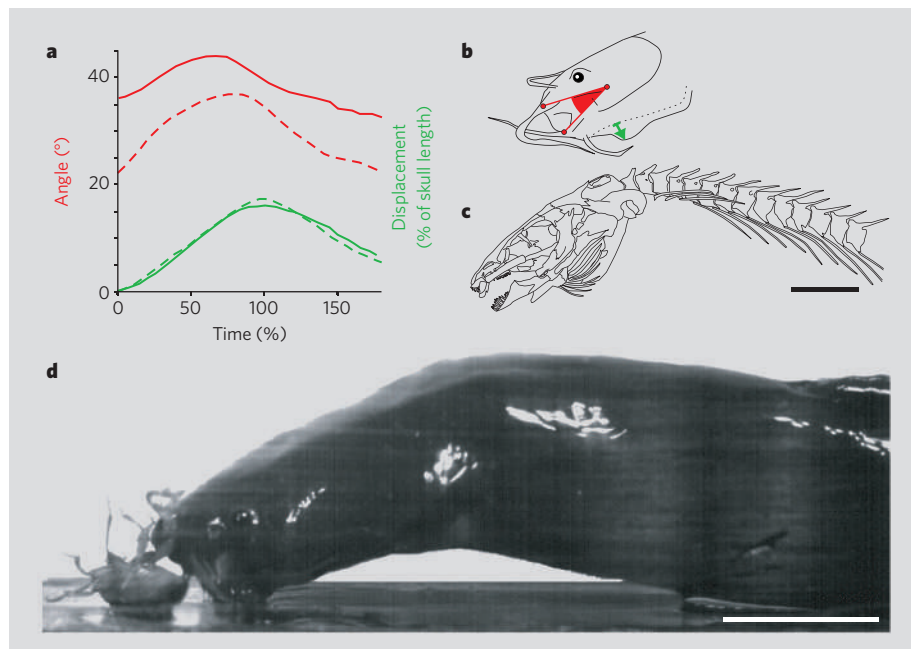 a
40
20
0
0
50
100
150
Angle (°)
Time (%)
Displacement
(% of skull length)
b
c
d